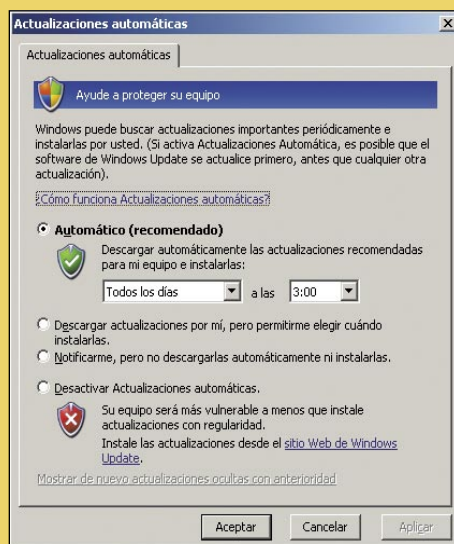 Actualizaciones automáticas
Actualizaciones automáticas
Ayude a proteger su equipo
Windows puede buscar actualizaciones importantes periódicamente e
instalarlas por usted. (Si activa Actualizaciones Automática, es posible que el
software de Windows Update se actualice primero, antes que cualquier otra
actualización).
¿Cómo funciona Actualizaciones automáticas?
Automático (recomendado)
Descargar automáticamente las actualizaciones recomendadas
para mi equipo e instalarlas:
Todos los días a las 3:00
Descargar actualizaciones por mí, pero permitirme elegir cuándo
instalarlas.
Notificarme, pero no descargarlas automáticamente ni instalarlas.
Desactivar Actualizaciones automáticas.
Su equipo será más vulnerable a menos que instale
actualizaciones con regularidad.
Instale las actualizaciones desde el sitio Web de Windows
Update.
Mostrar de nuevo actualizaciones ocultas con anterioridad
Aceptar Cancelar Aplicar